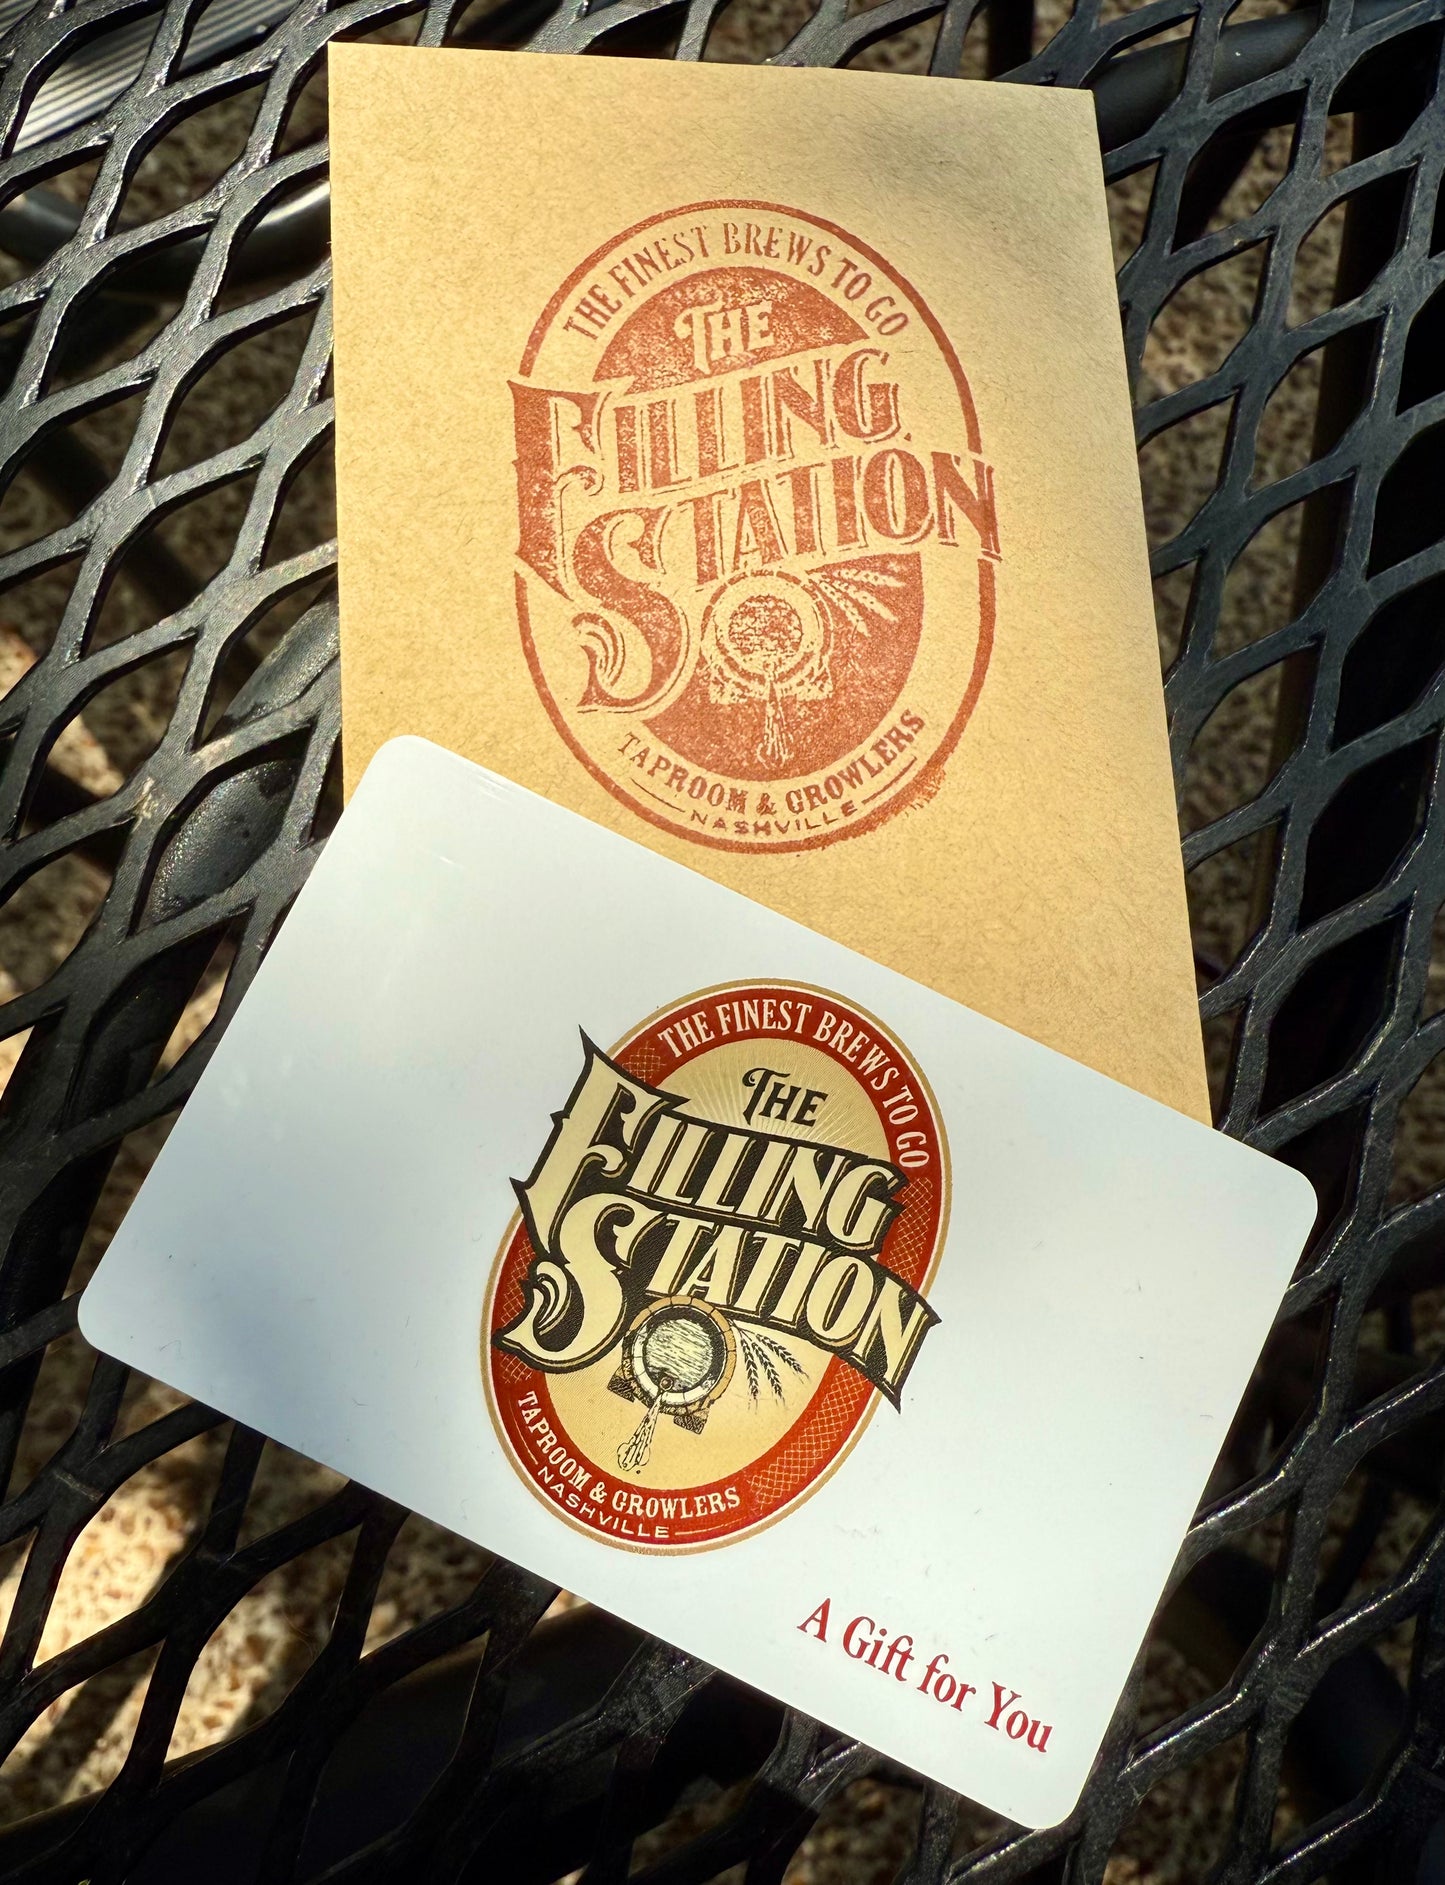 THE FINEST BREWS TO GO
THE
FILLING
STATION
TAPROOM & GROWLERS
NASHVILLE
THE FINEST BREWS TO GO
THE
FILLING
STATION
TAPROOM & GROWLERS
NASHVILLE
A Gift for You